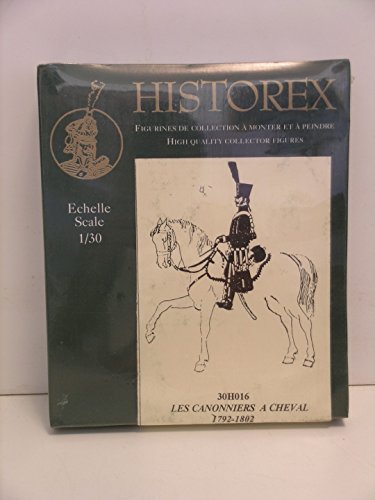 HISTOREX
FIGURINES DE COLLECTION À MONTER ET À PEINDRE
HIGH QUALITY COLLECTOR FIGURES
Echelle
Scale
1/30
30H016
LES CANONNIERS A CHEVAL
1792-1802